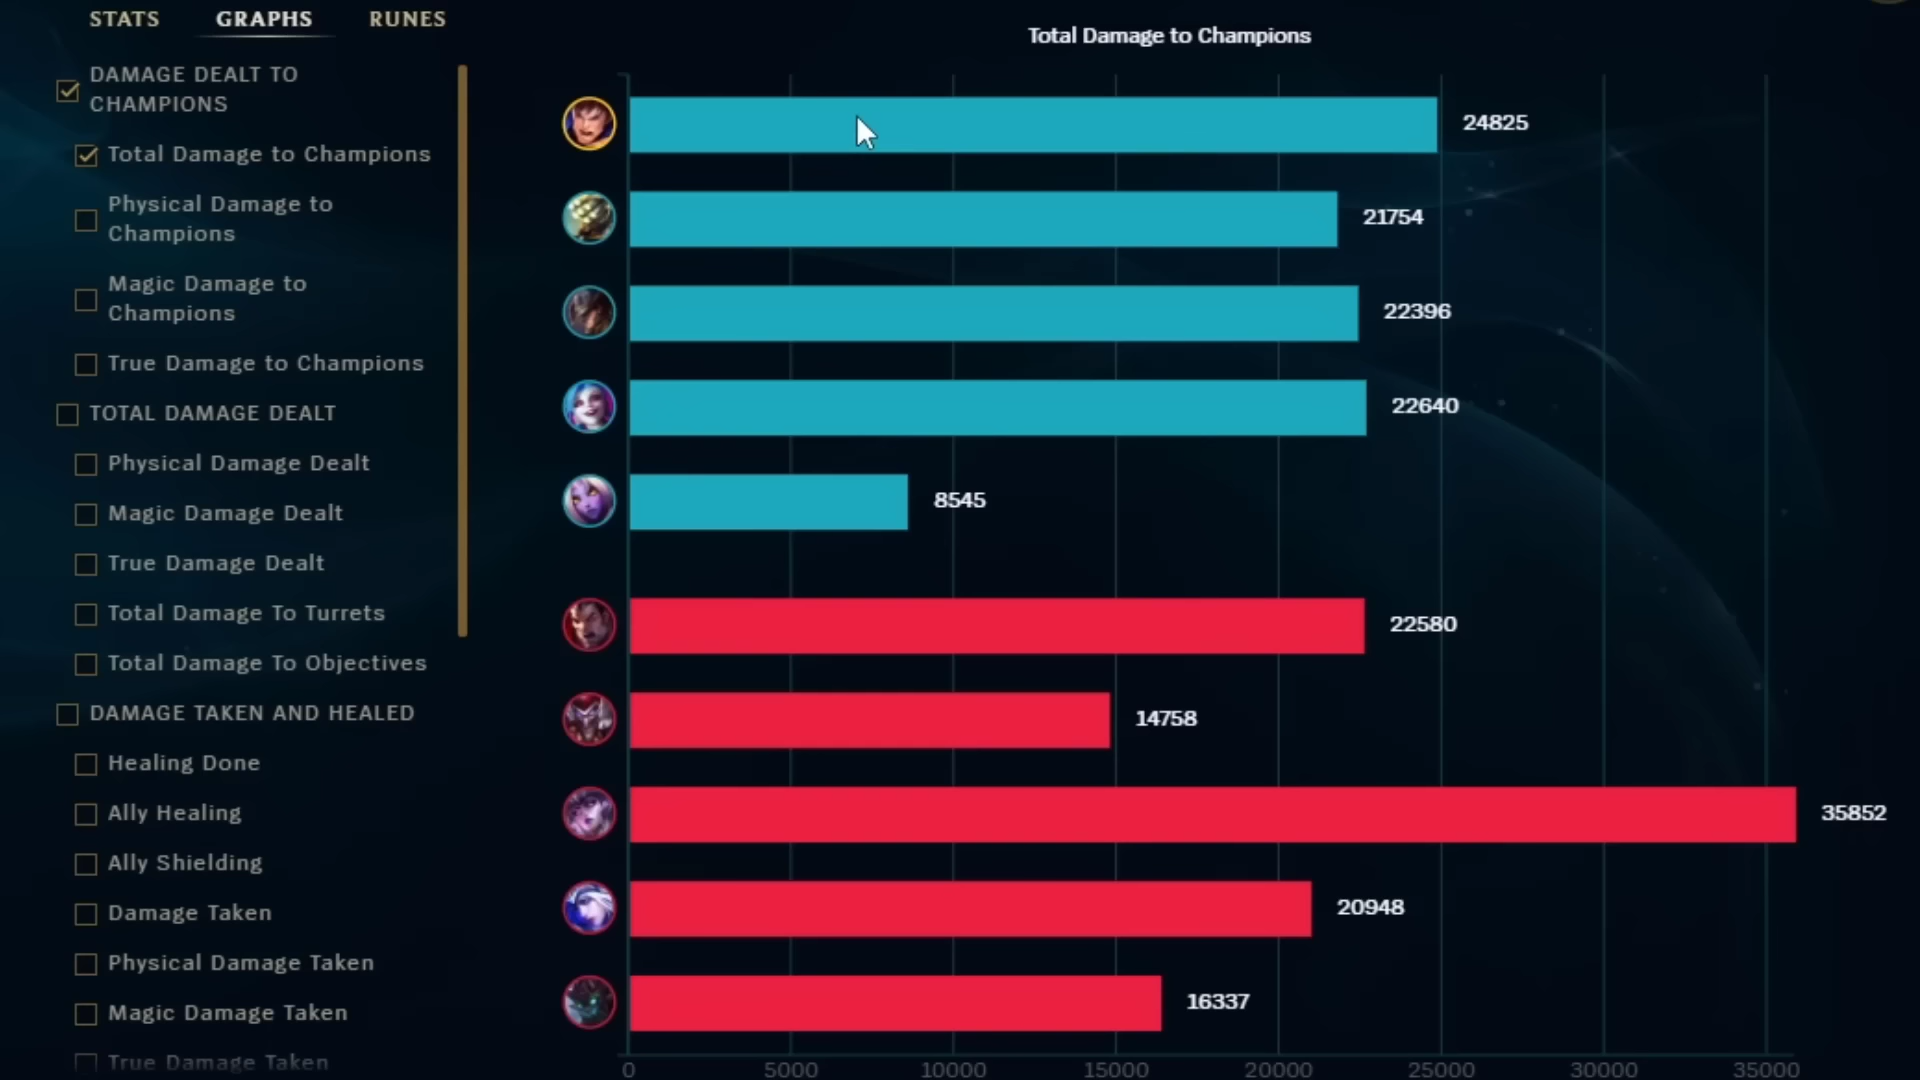 STATS GRAPHS RUNES
DAMAGE DEALT TO
CHAMPIONS
Total Damage to Champions
Physical Damage to
Champions
Magic Damage to
Champions
True Damage to Champions
TOTAL DAMAGE DEALT
Physical Damage Dealt
Magic Damage Dealt
True Damage Dealt
Total Damage To Turrets
Total Damage To Objectives
DAMAGE TAKEN AND HEALED
Healing Done
Ally Healing
Ally Shielding
Damage Taken
Physical Damage Taken
Magic Damage Taken
True Damage Taken
Total Damage to Champions
24825
21754
22396
22640
8545
22580
14758
35852
20948
16337
0 5000 10000 15000 20000 25000 30000 35000